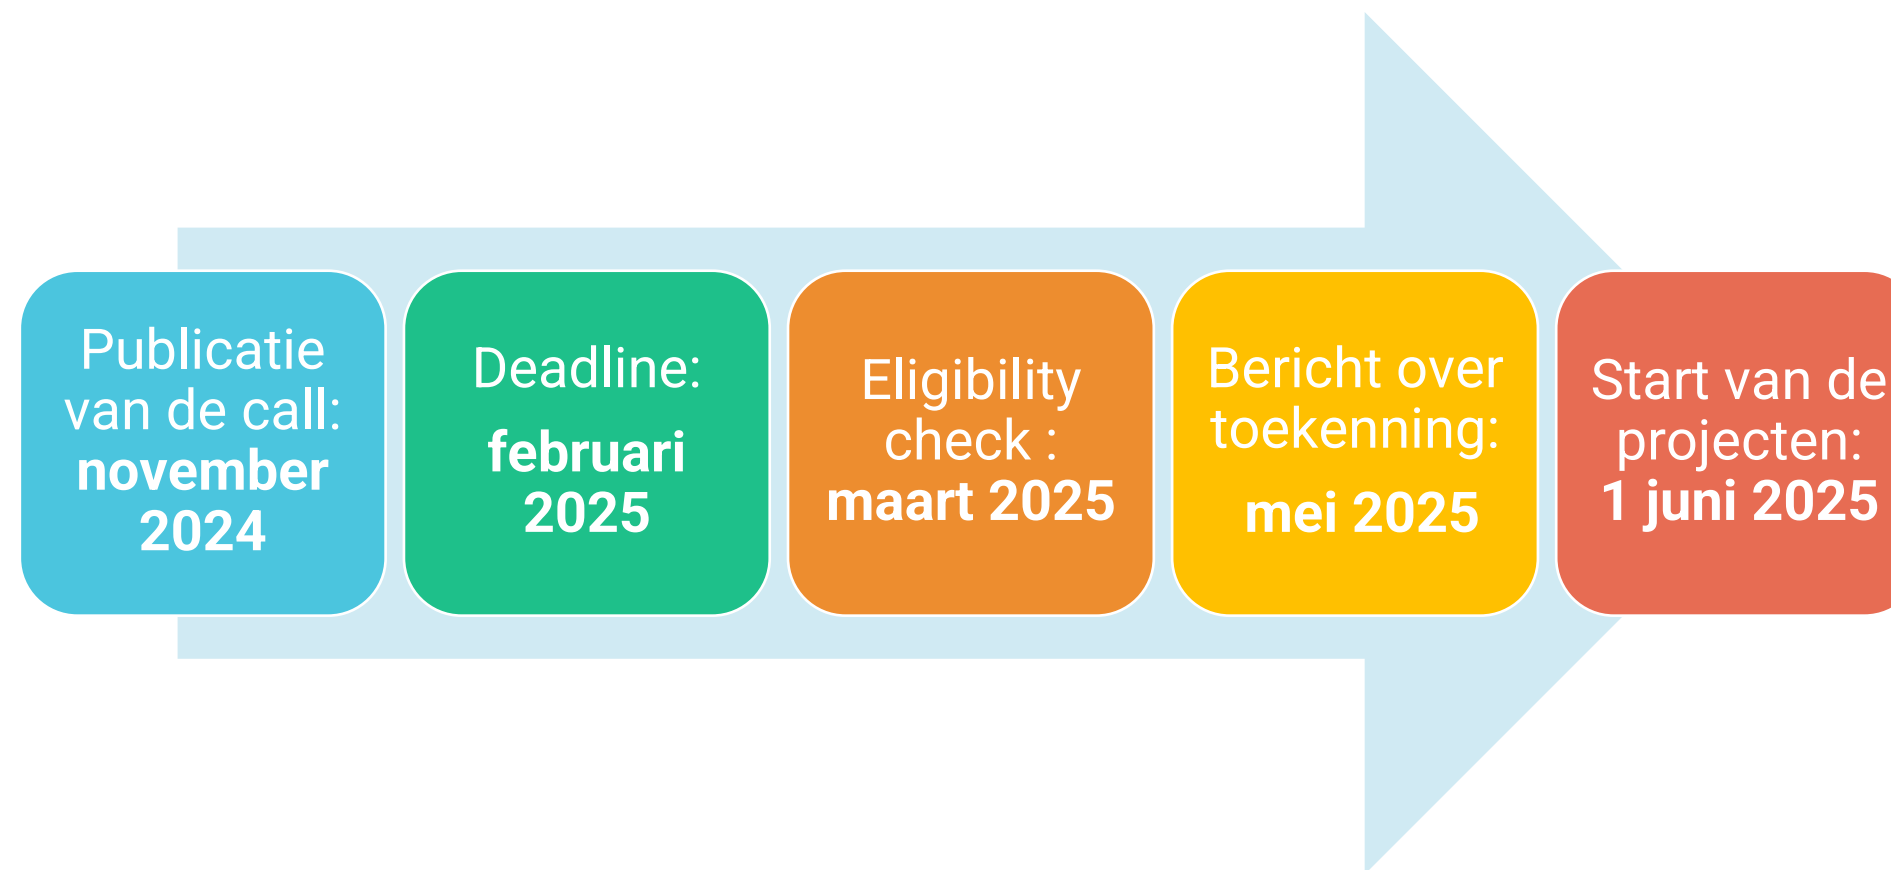 Publicatie
van de call:
november
2024
Deadline:
februari
2025
Eligibility
check :
maart 2025
Bericht over
toekenning:
mei 2025
Start van de
projecten:
1 juni 2025